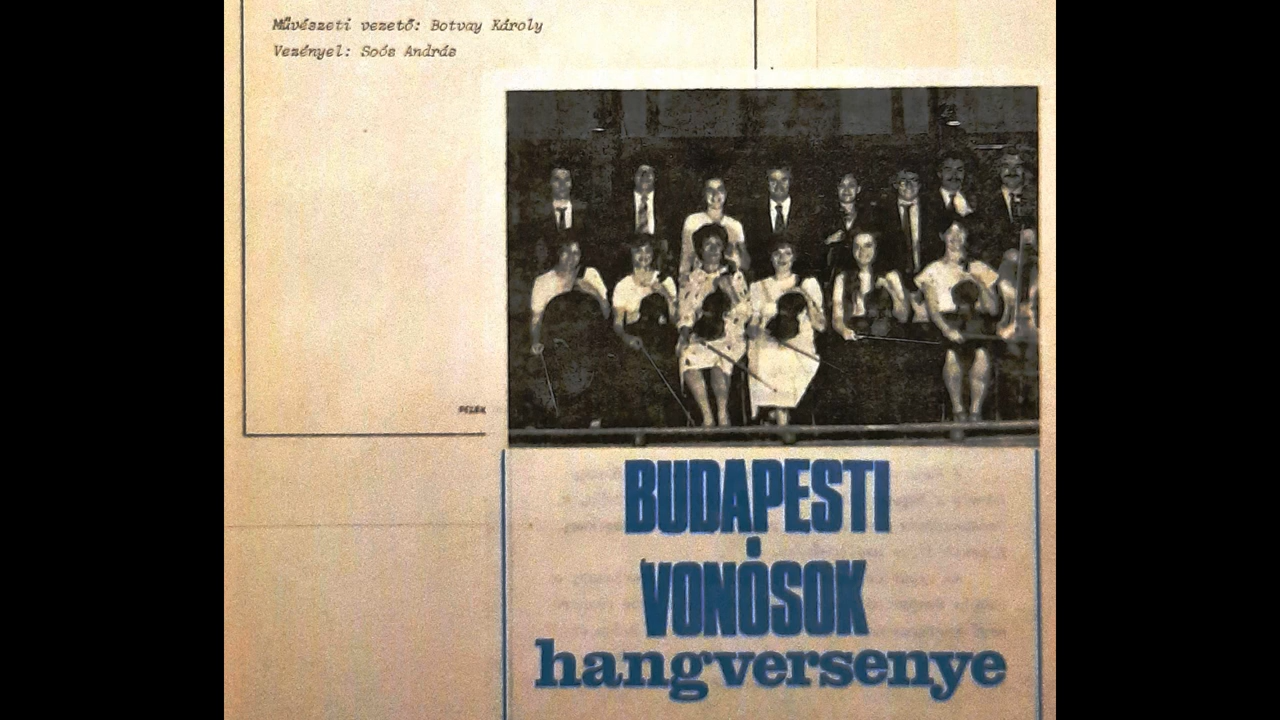 Művészeti vezető: Botvay Károly
Vezényel: Soós András
BUDAPESTI
VONÓSOK
hangversenye